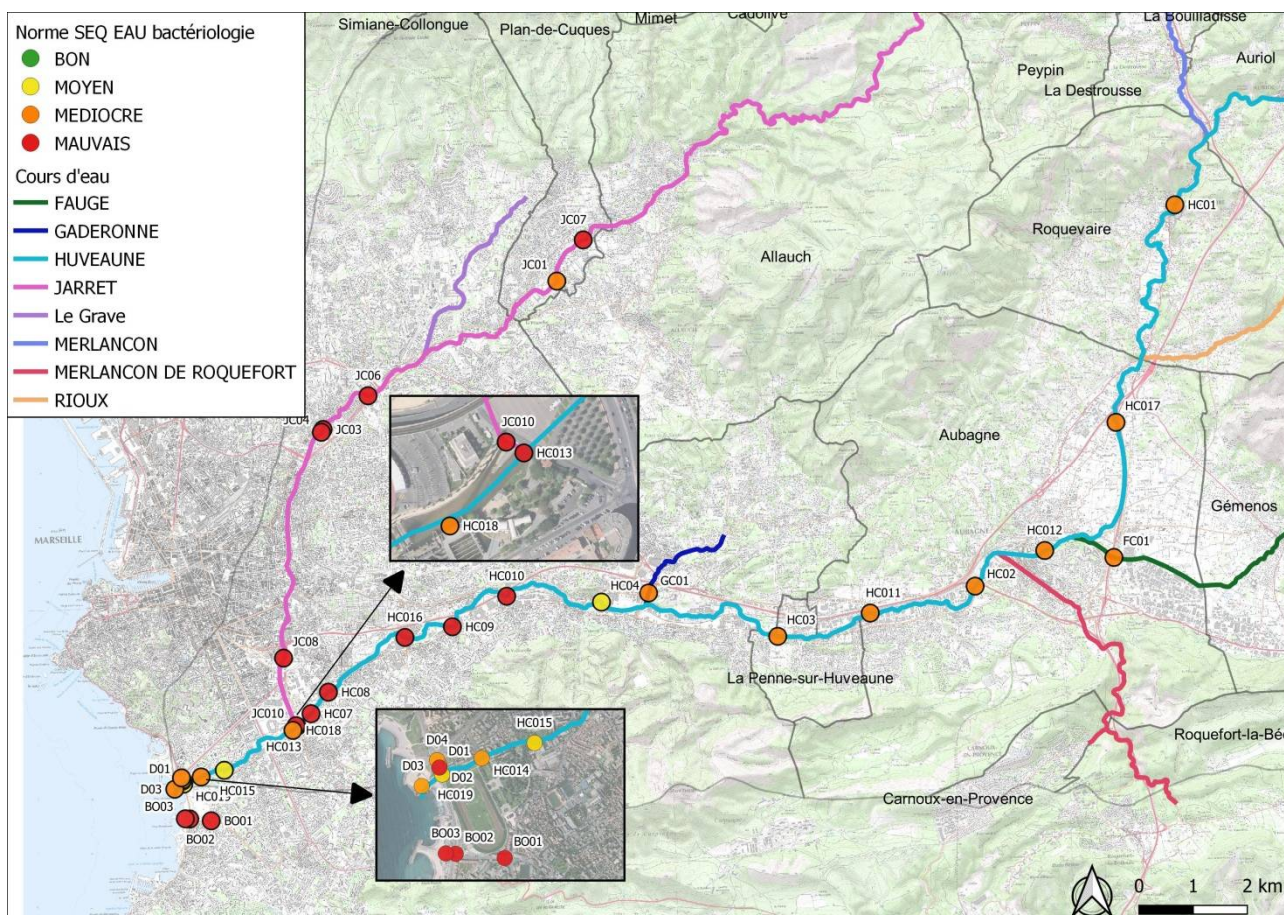 Norme SEQ EAU bactériologie
BON
MOYEN
MEDIOCRE
MAUVAIS
Cours d'eau
FAUGE
GADERONNE
HUVEAUNE
JARRET
Le Grave
MERLANCON
MERLANCON DE ROQUEFORT
RIOUX
Simiane-Collongue
Plan-de-Cuques
Mimet
Cadolive
La Bouilladisse
Auriol
Peypin
La Destrousse
Roquevaire
HC01
Allauch
JC07
JC01
JC06
JC04
JC03
JC010
HC013
HC018
Aubagne
HC017
Gémenos
MARSEILLE
AUBAGNE
HC012
FC01
HC02
HC011
HC03
HC04
GC01
HC010
HC016
HC09
JC08
HC08
HC07
JC010
HC018
HC013
La Penne-sur-Huveaune
Roquefort-la-Béd
Carnoux-en-Provence
D01
D03
HC015
HC019
BO03
BO01
BO02
HC015
D04
D01
D03
D02
HC014
HC019
BO03
BO02
BO01
0 1 2 km